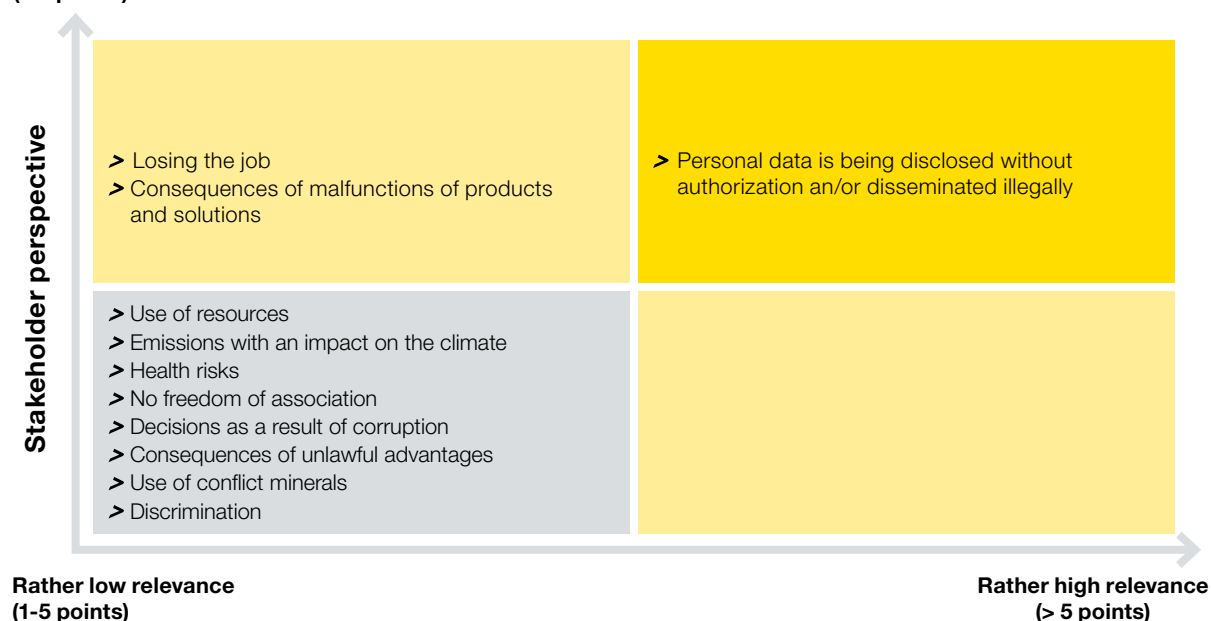 Stakeholder perspective
> Losing the job
> Consequences of malfunctions of products
and solutions
> Personal data is being disclosed without
authorization an/or disseminated illegally
> Use of resources
> Emissions with an impact on the climate
> Health risks
> No freedom of association
> Decisions as a result of corruption
> Consequences of unlawful advantages
> Use of conflict minerals
> Discrimination
Rather low relevance
(1-5 points)
Rather high relevance
(> 5 points)